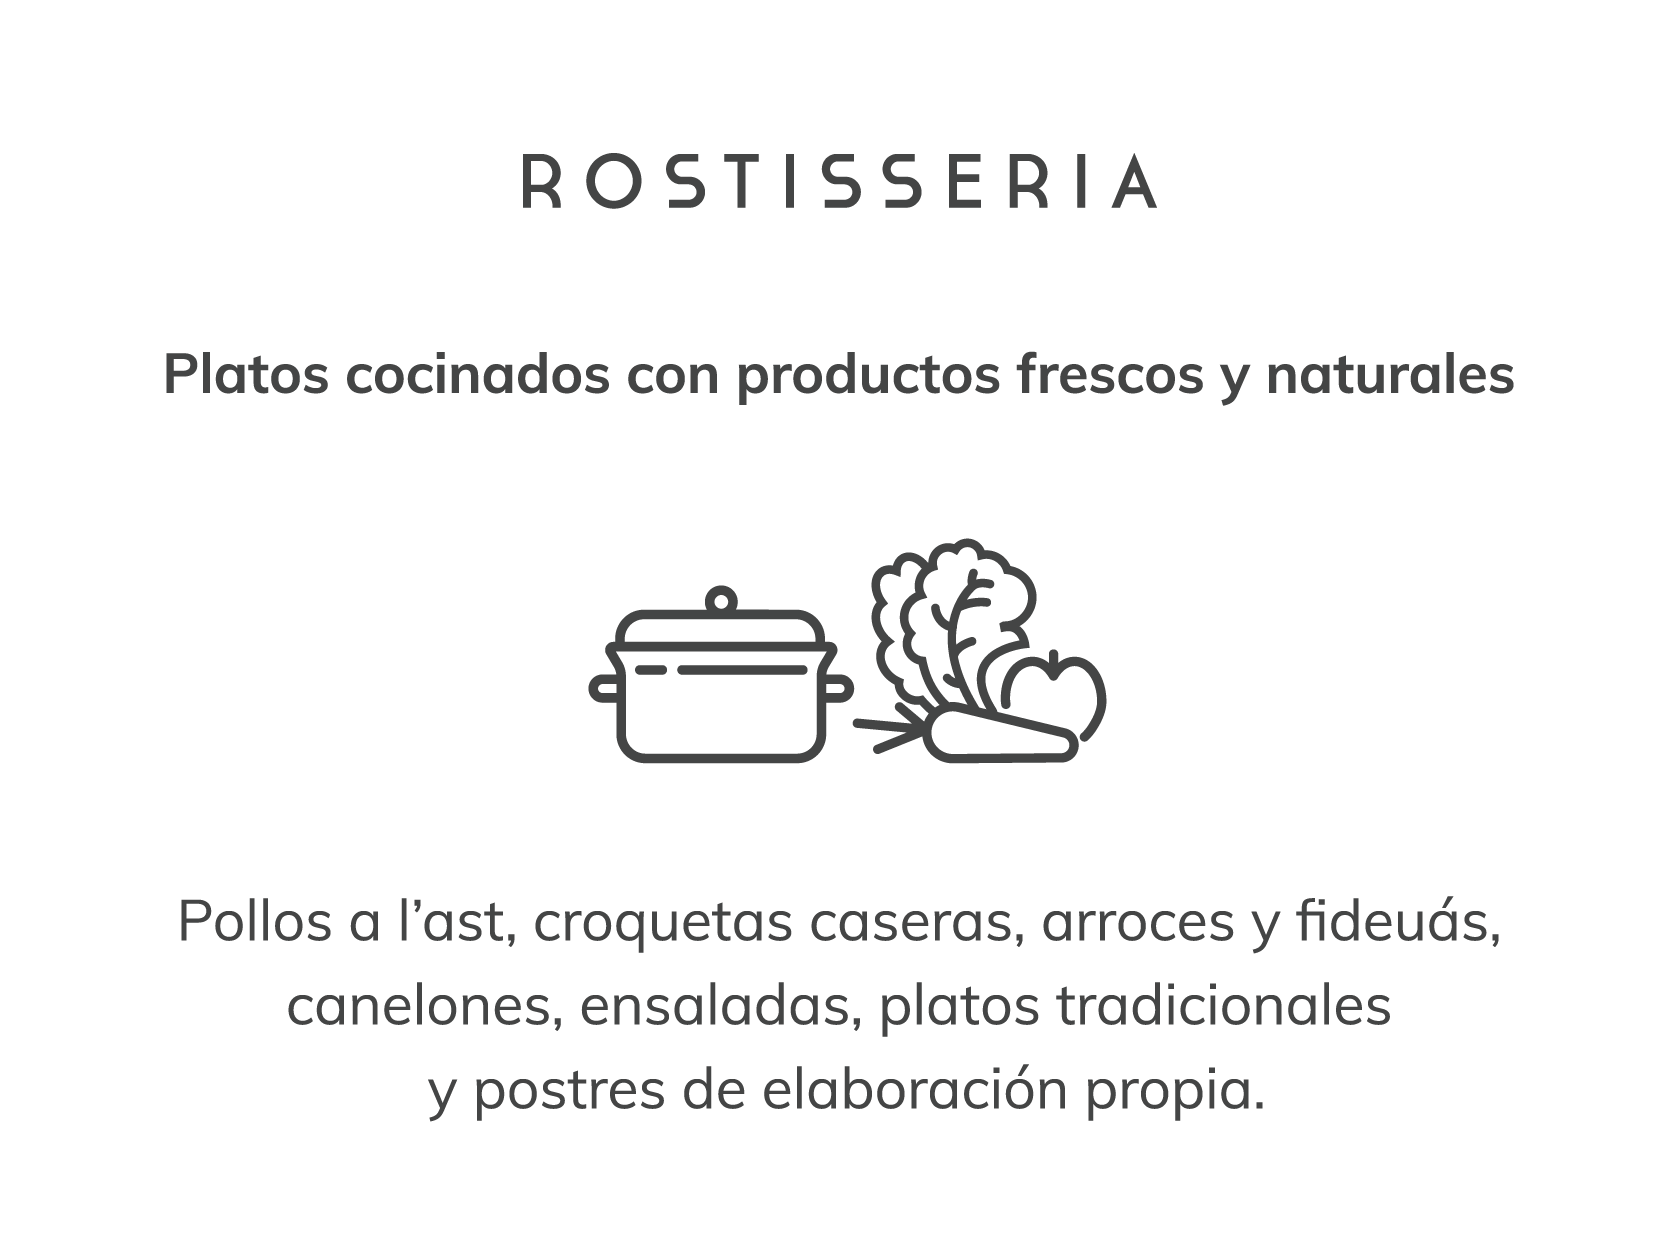 ROSTISSERIA
Platos cocinados con productos frescos y naturales
Pollos a l’ast, croquetas caseras, arroces y fideuás,
canelones, ensaladas, platos tradicionales
y postres de elaboración propia.